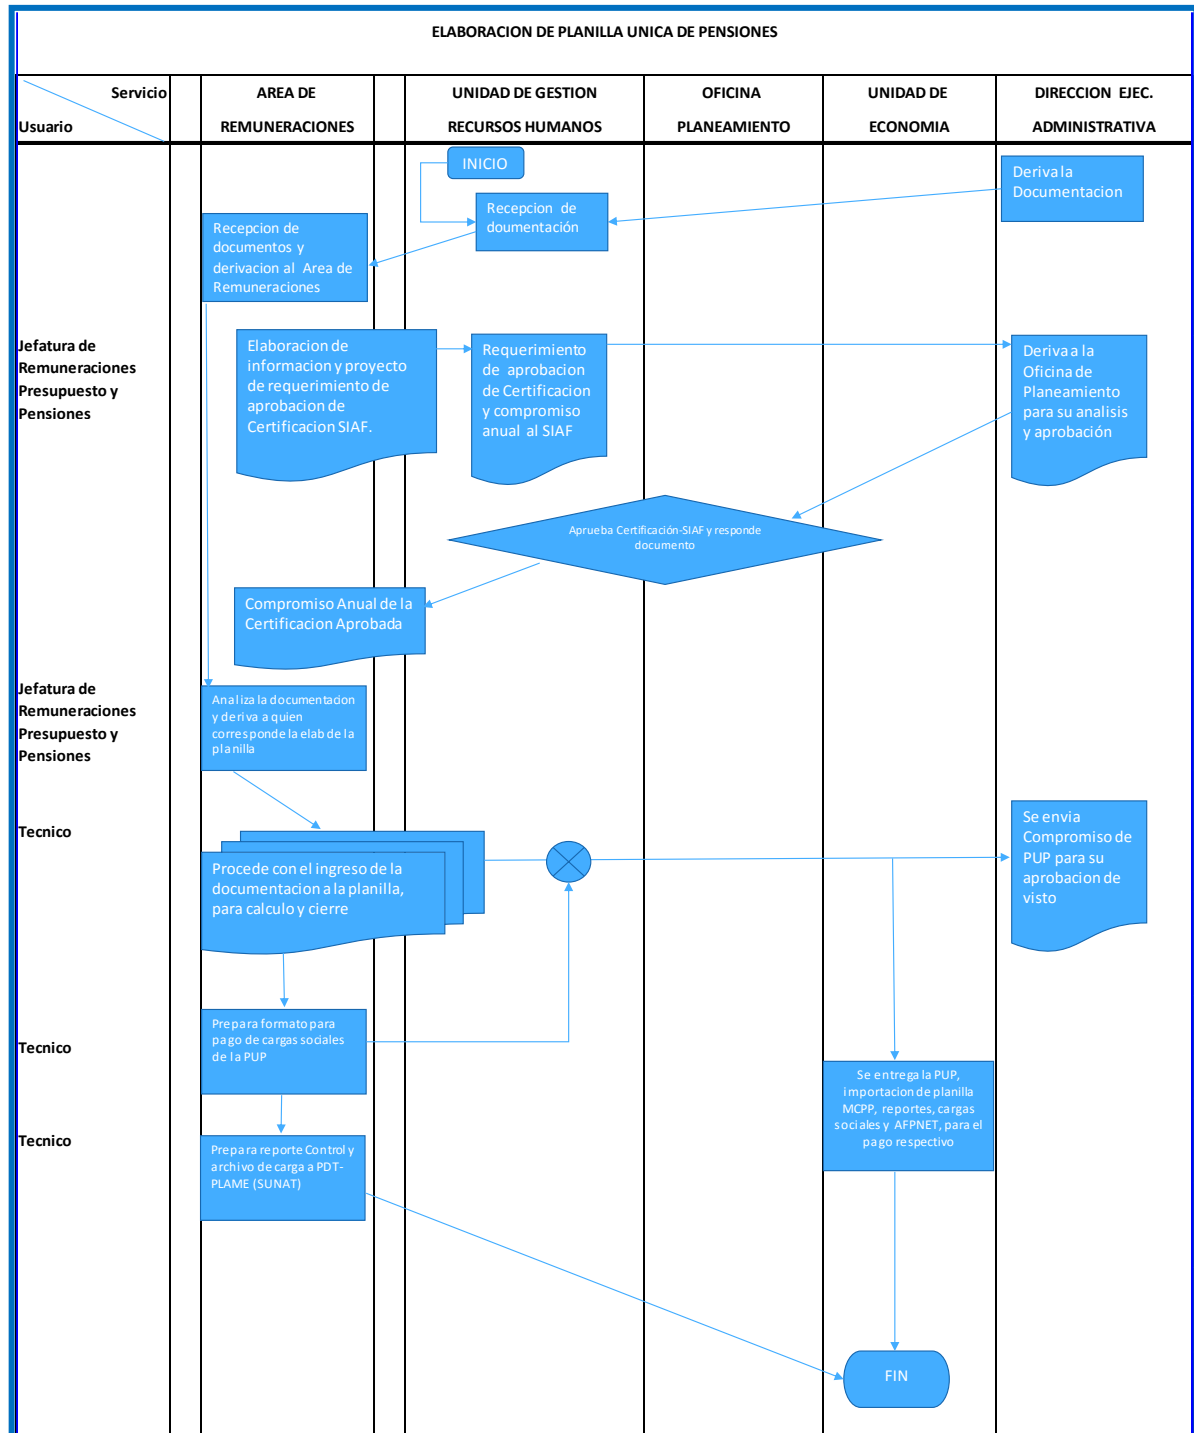 ELABORACION DE PLANILLA UNICA DE PENSIONES
Servicio
Usuario
AREA DE
REMUNERACIONES
UNIDAD DE GESTION
RECURSOS HUMANOS
OFICINA
PLANEAMIENTO
UNIDAD DE
ECONOMIA
DIRECCION EJEC.
ADMINISTRATIVA
INICIO
Deriva la
Documentacion
Recepcion de
doumentación
Recepcion de
documentos y
derivacion al Area de
Remuneraciones
Jefatura de
Remuneraciones
Presupuesto y
Pensiones
Elaboracion de
informacion y proyecto
de requerimiento de
aprobacion de
Certificacion SIAF.
Requerimiento
de aprobacion
de Certificacion
y compromiso
anual al SIAF
Deriva a la
Oficina de
Planeamiento
para su analisis
y aprobación
Aprueba Certificación-SIAF y responde
documento
Compromiso Anual de la
Certificacion Aprobada
Jefatura de
Remuneraciones
Presupuesto y
Pensiones
Analiza la documentacion
y deriva a quien
corresponde la elab de la
planilla
Tecnico
Procede con el ingreso de la
documentacion a la planilla,
para calculo y cierre
Se envia
Compromiso de
PUP para su
aprobacion de
visto
Tecnico
Prepara formato para
pago de cargas sociales
de la PUP
Se entrega la PUP,
importacion de planilla
MCPP, reportes, cargas
sociales y AFPNET, para el
pago respectivo
Tecnico
Prepara reporte Control y
archivo de carga a PDT-
PLAME (SUNAT)
FIN